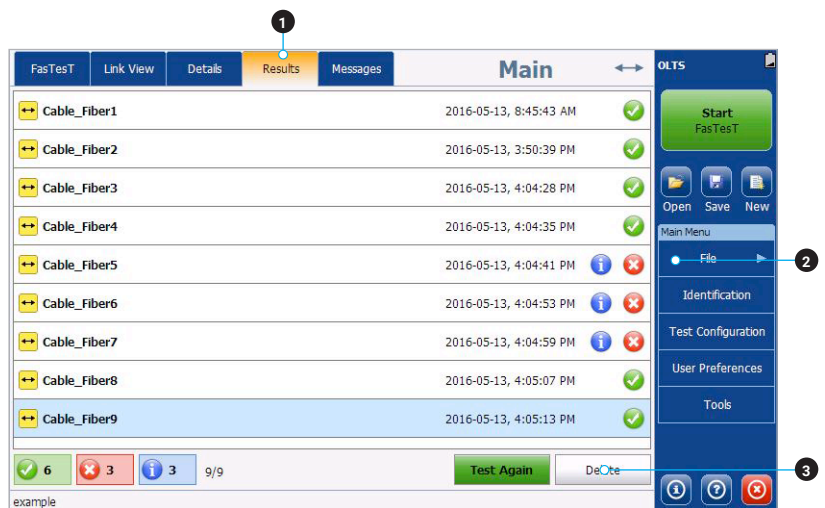 1
FasTesT Link View Details Results Messages Main OLTS
Cable_Fiber1 2016-05-13, 8:45:43 AM
Cable_Fiber2 2016-05-13, 3:50:39 PM
Cable_Fiber3 2016-05-13, 4:04:28 PM
Cable_Fiber4 2016-05-13, 4:04:35 PM
Cable_Fiber5 2016-05-13, 4:04:41 PM
Cable_Fiber6 2016-05-13, 4:04:53 PM
Cable_Fiber7 2016-05-13, 4:04:59 PM
Cable_Fiber8 2016-05-13, 4:05:07 PM
Cable_Fiber9 2016-05-13, 4:05:13 PM
6 3 3 9/9 Test Again Delete
example
Start
FasTesT
Open Save New
Main Menu
File 2
Identification
Test Configuration
User Preferences
Tools
3